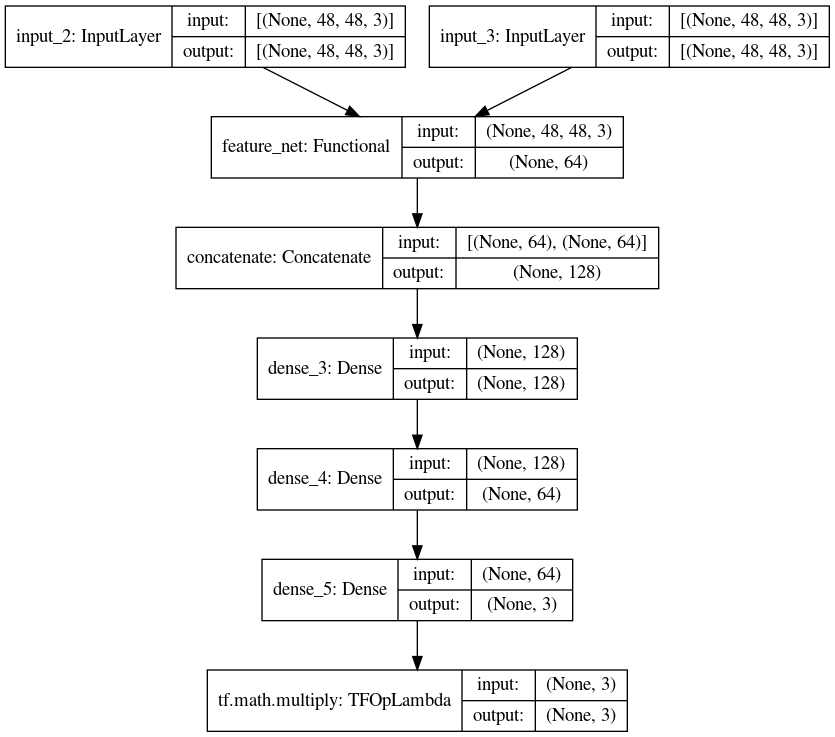 input_2: InputLayer
input:
[(None, 48, 48, 3)]
output:
[(None, 48, 48, 3)]
input_3: InputLayer
input:
[(None, 48, 48, 3)]
output:
[(None, 48, 48, 3)]
feature_net: Functional
input:
(None, 48, 48, 3)
output:
(None, 64)
concatenate: Concatenate
input:
[(None, 64), (None, 64)]
output:
(None, 128)
dense_3: Dense
input:
(None, 128)
output:
(None, 128)
dense_4: Dense
input:
(None, 128)
output:
(None, 64)
dense_5: Dense
input:
(None, 64)
output:
(None, 3)
tf.math.multiply: TFOpLambda
input:
(None, 3)
output:
(None, 3)